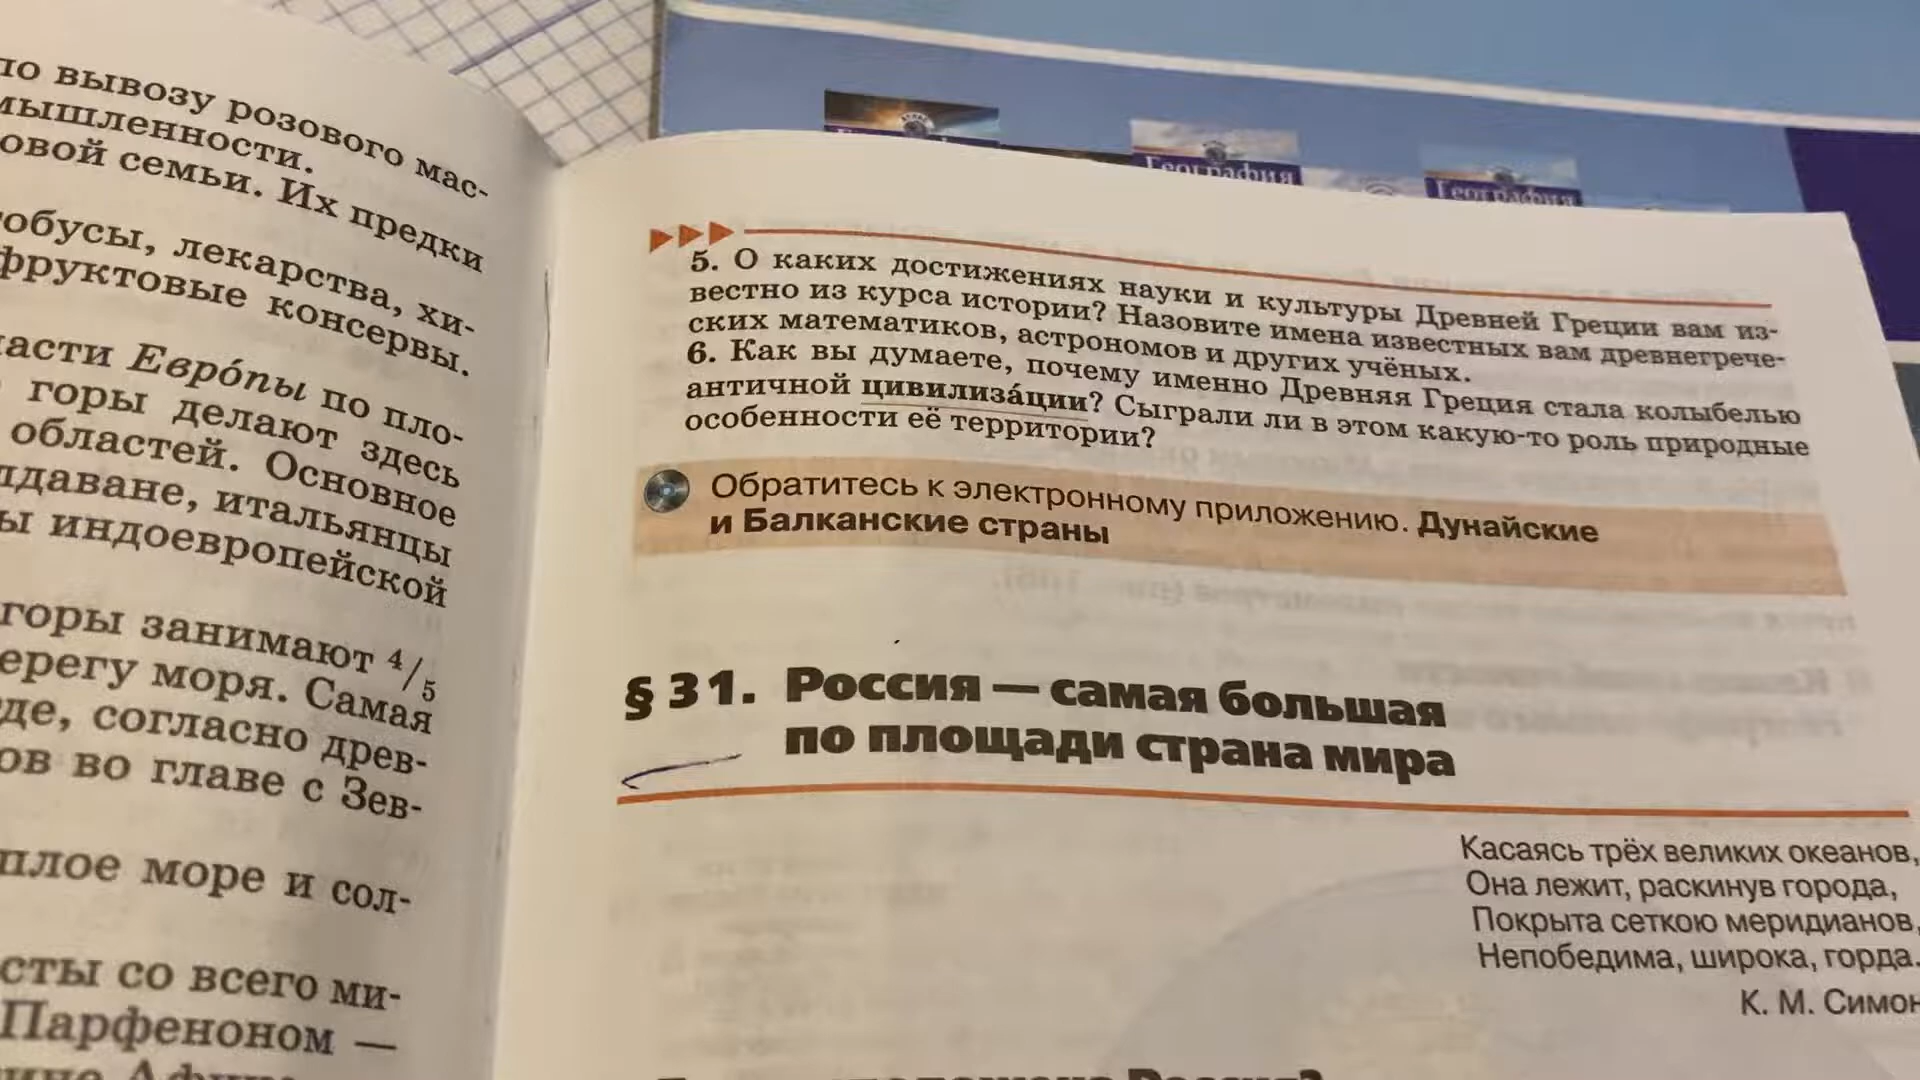 по вывозу розового мас-
мышленности.
овой семьи. Их предки
обусы, лекарства, хи-
фруктовые консервы.
части Евро́пы по пло-
горы делают здесь
областей. Основное
лдаване, итальянцы
ы индоевропейской
горы занимают 4/5
ерегу моря. Самая
де, согласно древ-
ов во главе с Зев-
плое море и сол-
сты со всего ми-
Парфеноном —
География
География
5. О каких достижениях науки и культуры Древней Греции вам из-
вестно из курса истории? Назовите имена известных вам древнегрече-
ских математиков, астрономов и других учёных.
6. Как вы думаете, почему именно Древняя Греция стала колыбелью
античной цивилиза́ции? Сыграли ли в этом какую-то роль природные
особенности её территории?
Обратитесь к электронному приложению. Дунайские
и Балканские страны
§ 31. Россия — самая большая
по площади страна мира
Касаясь трёх великих океанов,
Она лежит, раскинув города,
Покрыта сеткою меридианов,
Непобедима, широка, горда.
К. М. Симон
Россия?